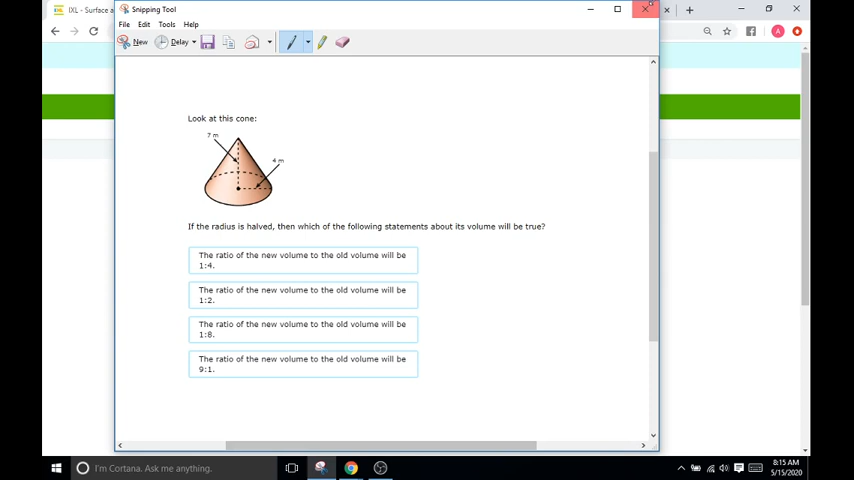 IXL - Surface a
Snipping Tool
File Edit Tools Help
New Delay
Look at this cone:
7 m
4 m
If the radius is halved, then which of the following statements about its volume will be true?
The ratio of the new volume to the old volume will be
1:4.
The ratio of the new volume to the old volume will be
1:2.
The ratio of the new volume to the old volume will be
1:8.
The ratio of the new volume to the old volume will be
9:1.
I'm Cortana. Ask me anything.
8:15 AM
5/15/2020